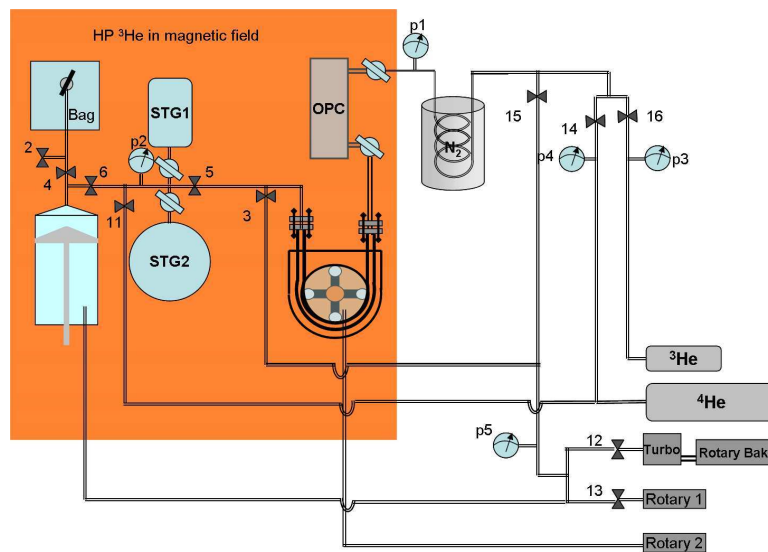 HP ³He in magnetic field
p1
Bag
STG1
OPC
p2
N₂
15
14
16
p4
p3
2
4
6
5
11
3
STG2
³He
⁴He
p5
12
Turbo
Rotary Bak
13
Rotary 1
Rotary 2